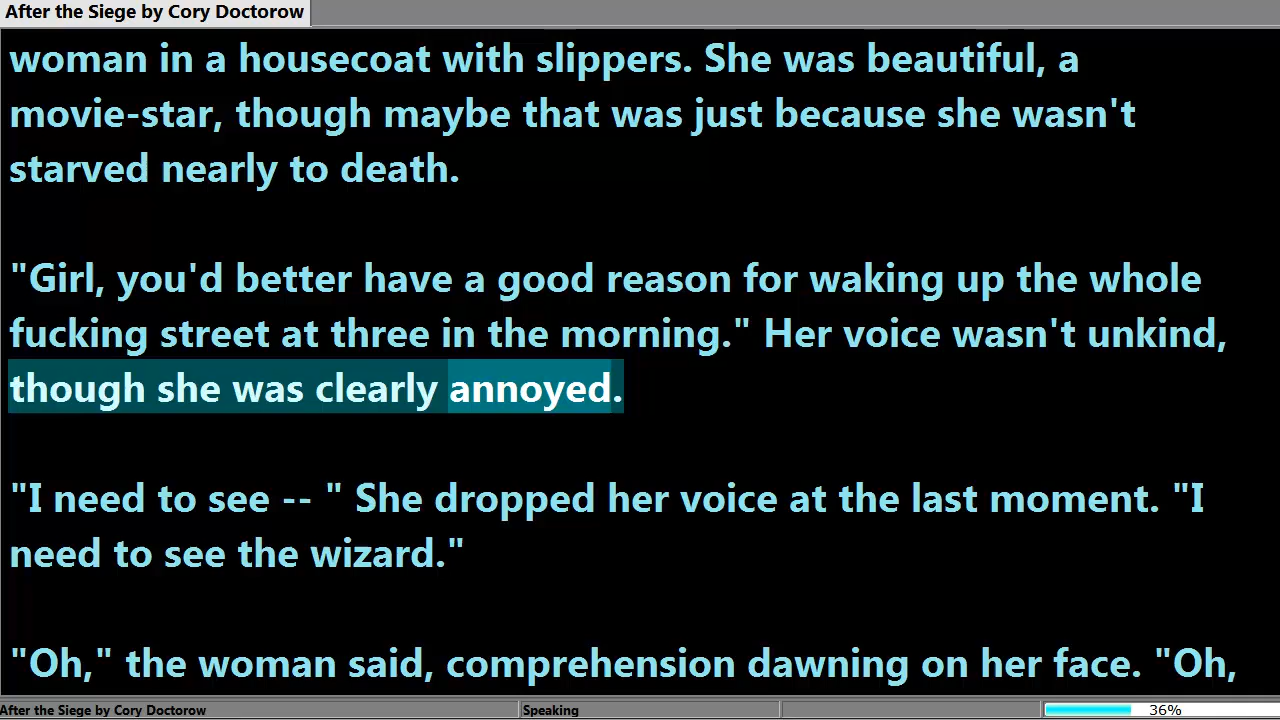 After the Siege by Cory Doctorow
woman in a housecoat with slippers. She was beautiful, a
movie-star, though maybe that was just because she wasn't
starved nearly to death.
"Girl, you'd better have a good reason for waking up the whole
fucking street at three in the morning." Her voice wasn't unkind,
though she was clearly annoyed.
"I need to see -- " She dropped her voice at the last moment. "I
need to see the wizard."
"Oh," the woman said, comprehension dawning on her face. "Oh,
After the Siege by Cory Doctorow Speaking 36%